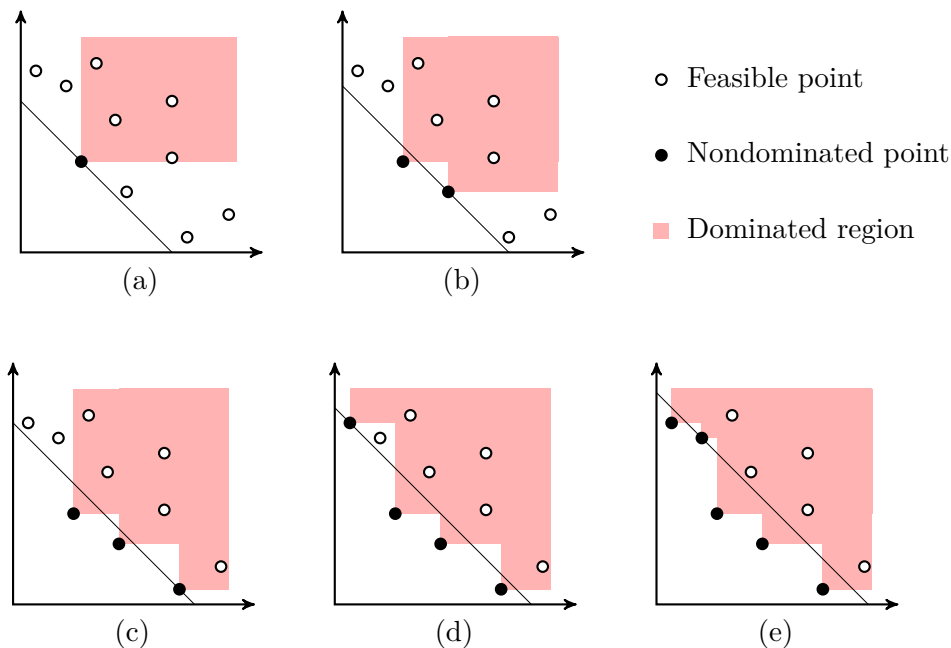 Feasible point
Nondominated point
Dominated region
(a)
(b)
(c)
(d)
(e)